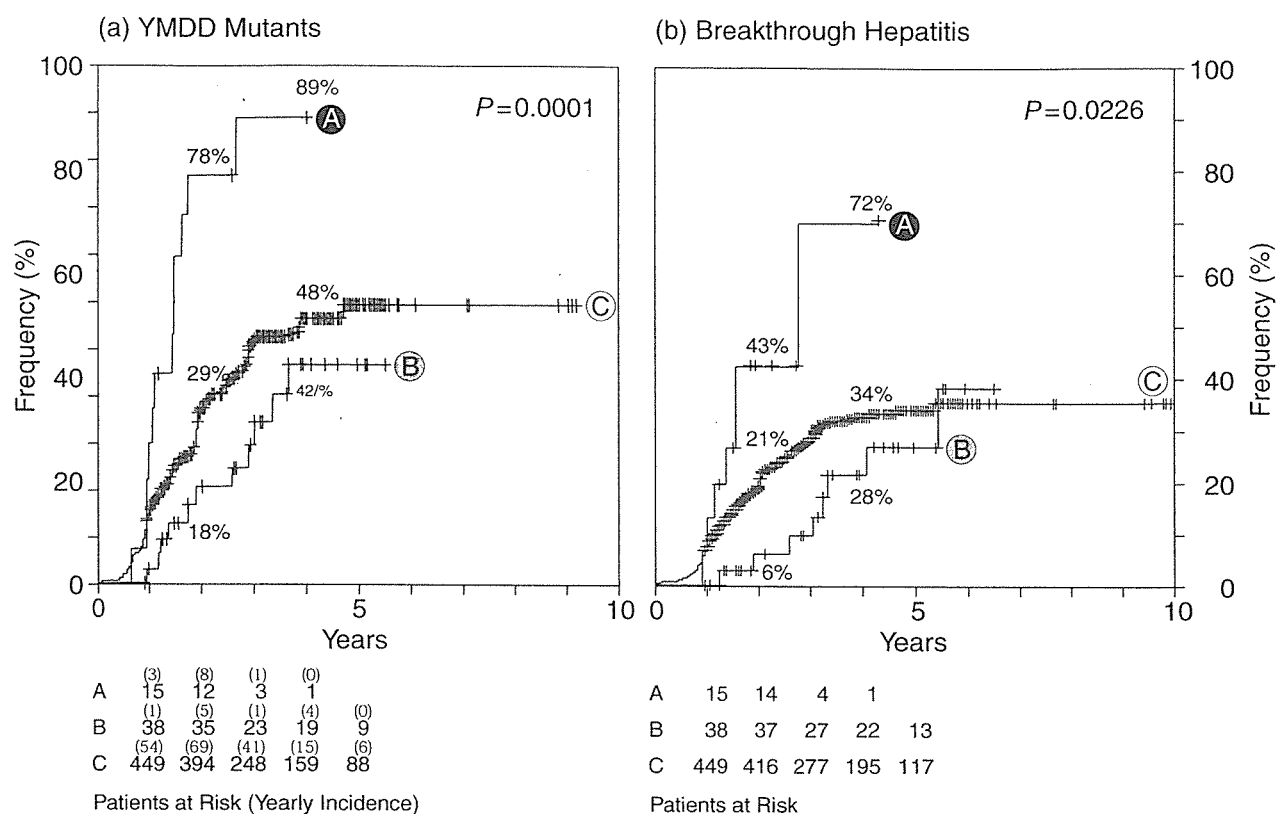 (a) YMDD Mutants
100
80
60
40
20
0
Frequency (%)
89%
A
P=0.0001
78%
48%
C
29%
B
42/%
18%
0
5
10
Years
(3) (8) (1) (0)
A 15 12 3 1
(1) (5) (1) (4) (0)
B 38 35 23 19 9
(54) (69) (41) (15) (6)
C 449 394 248 159 88
Patients at Risk (Yearly Incidence)
(b) Breakthrough Hepatitis
100
80
60
40
20
0
Frequency (%)
P=0.0226
72%
A
43%
C
34%
21%
B
28%
6%
0
5
10
Years
A 15 14 4 1
B 38 37 27 22 13
C 449 416 277 195 117
Patients at Risk